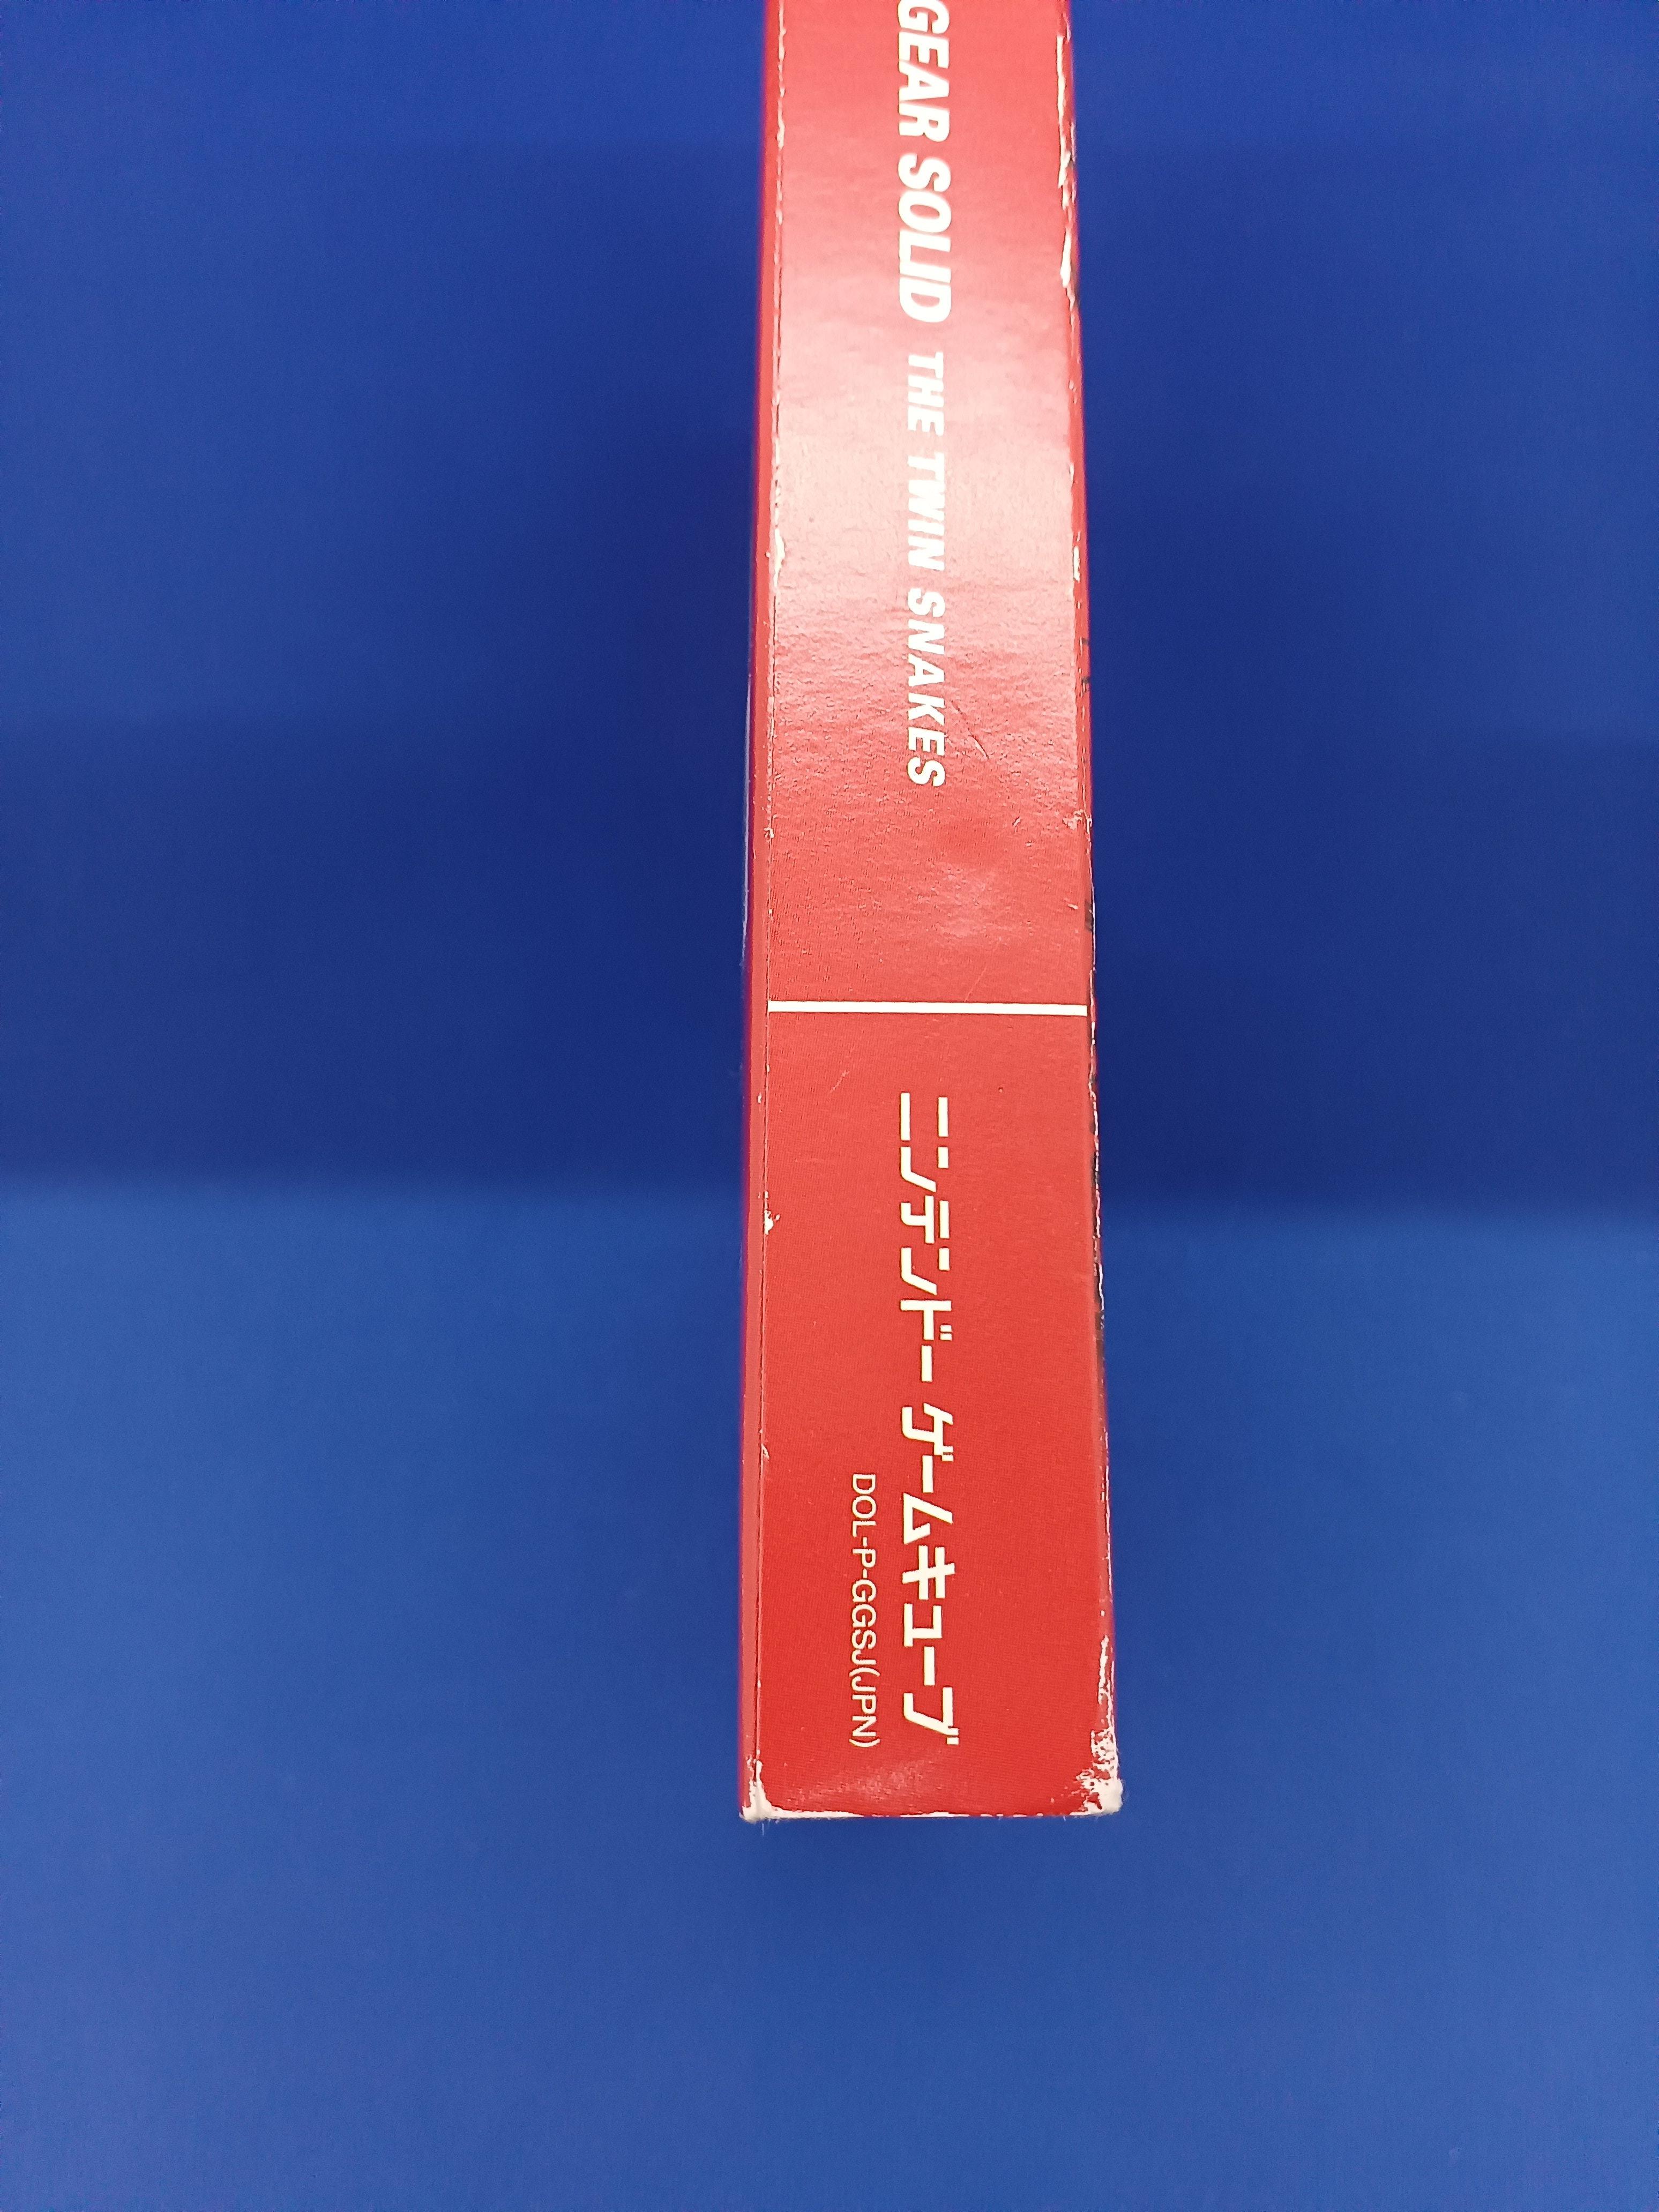 GEAR SOLID THE TWIN SNAKES
ニンテンドー ゲームキューブ
DOL-P-GGSJ(JPN)